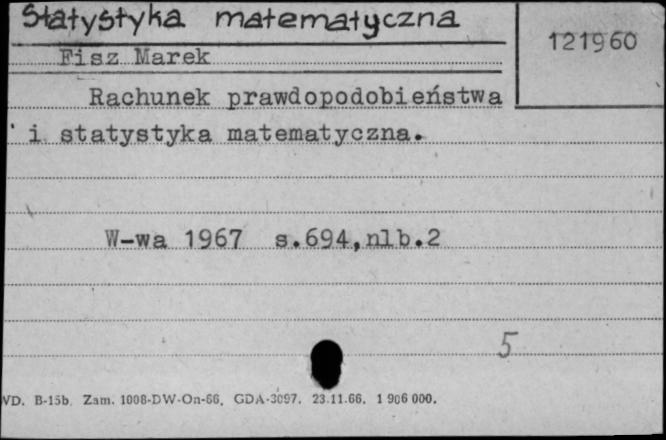 Statystyka matematyczna
121960
Fisz Marek
Rachunek prawdopodobieństwa
i statystyka matematyczna.
W-wa 1967 s.694,nlb.2
5
WD. B-15b. Zam. 1008-DW-On-66. GDA-3097. 23.11.66. 1 906 000.